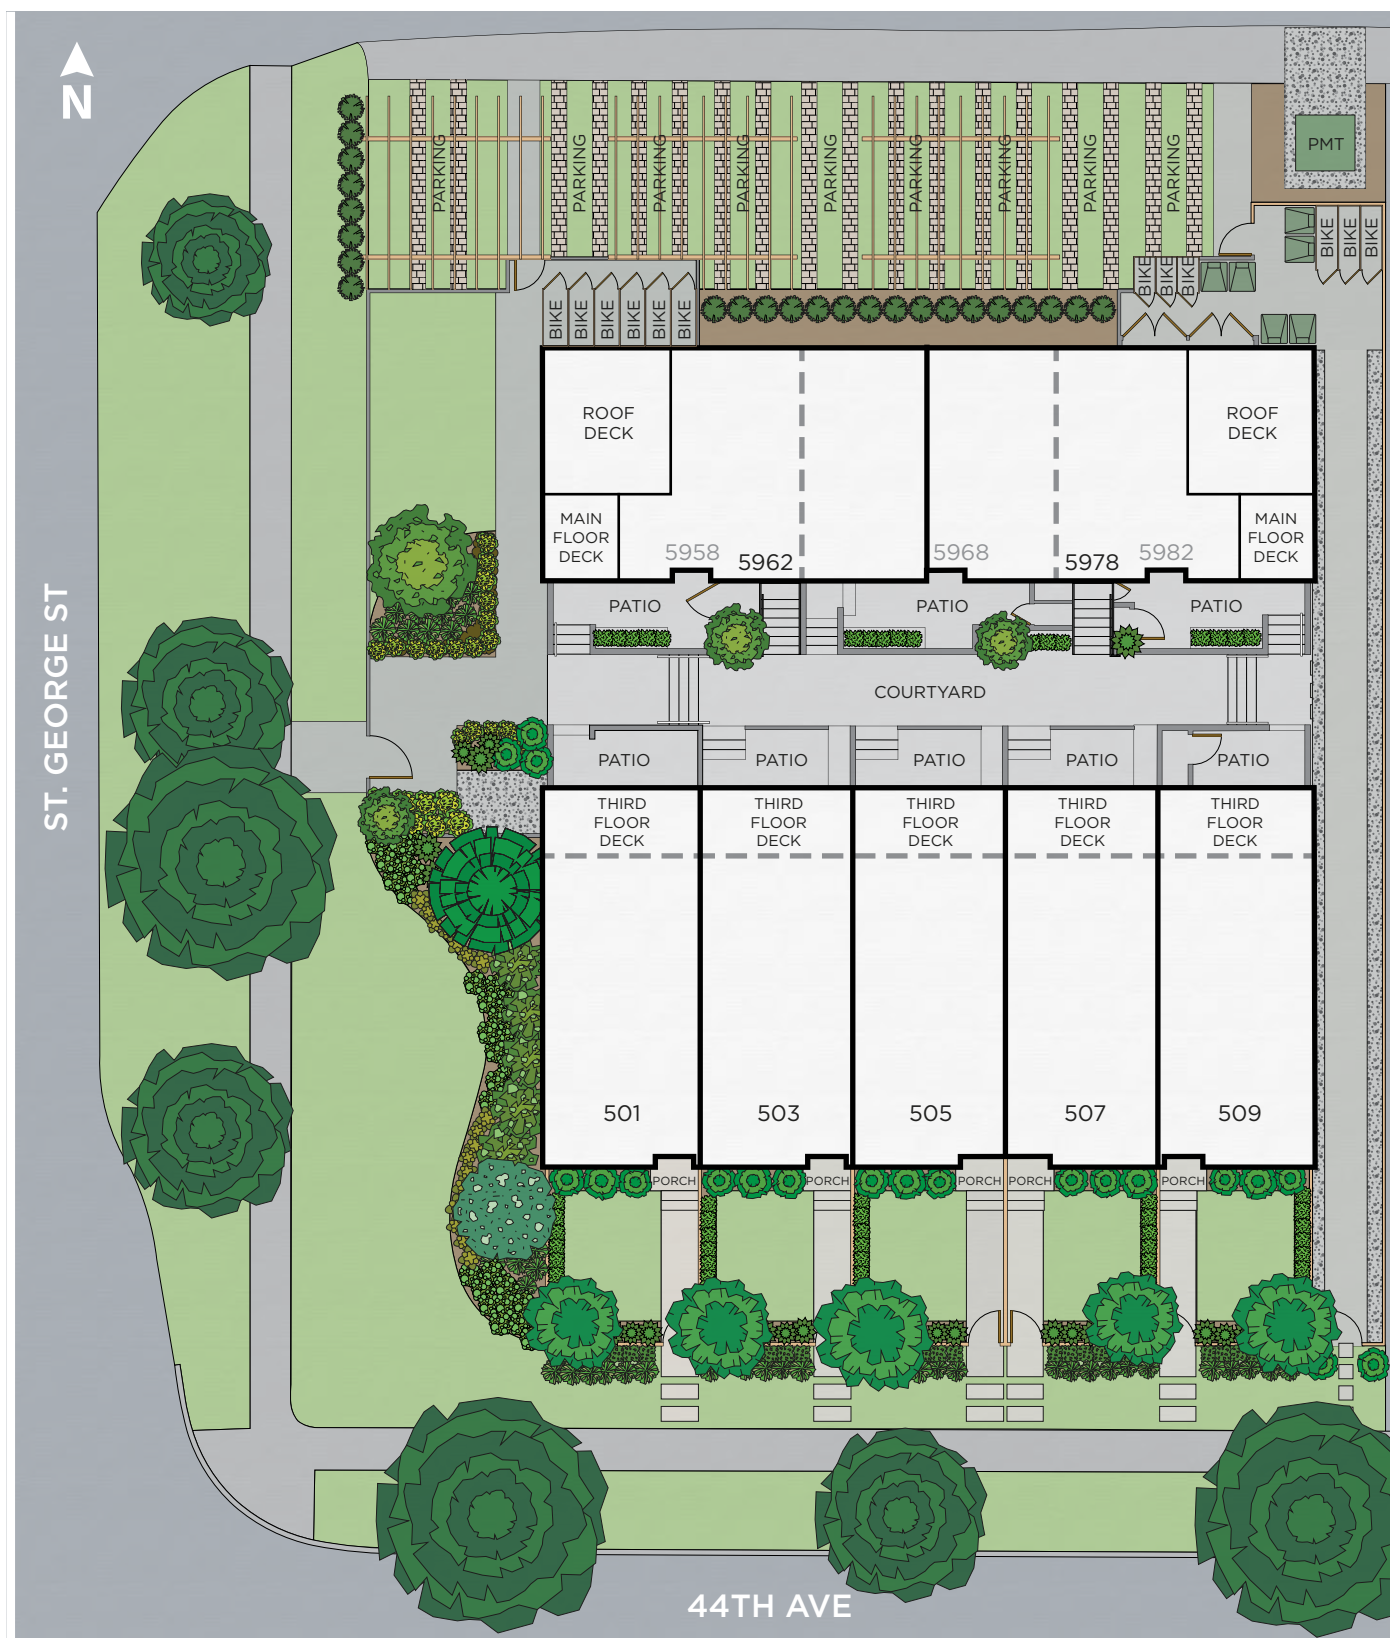 N
PMT
PARKING
PARKING
PARKING
PARKING
PARKING
PARKING
PARKING
PARKING
PARKING
BIKE
BIKE
BIKE
BIKE
BIKE
BIKE
BIKE
BIKE
BIKE
BIKE
BIKE
BIKE
ROOF
DECK
ROOF
DECK
MAIN
FLOOR
DECK
MAIN
FLOOR
DECK
5958
5962
5968
5978
5982
PATIO
PATIO
PATIO
COURTYARD
PATIO
PATIO
PATIO
PATIO
PATIO
THIRD
FLOOR
DECK
THIRD
FLOOR
DECK
THIRD
FLOOR
DECK
THIRD
FLOOR
DECK
THIRD
FLOOR
DECK
ST. GEORGE ST
501
503
505
507
509
PORCH
PORCH
PORCH
PORCH
PORCH
44TH AVE